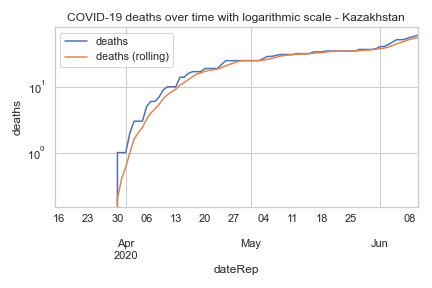 COVID-19 deaths over time with logarithmic scale - Kazakhstan
deaths
deaths (rolling)
10¹
10⁰
deaths
16 23 30 06 13 20 27 04 11 18 25 08
Apr May Jun
2020
dateRep